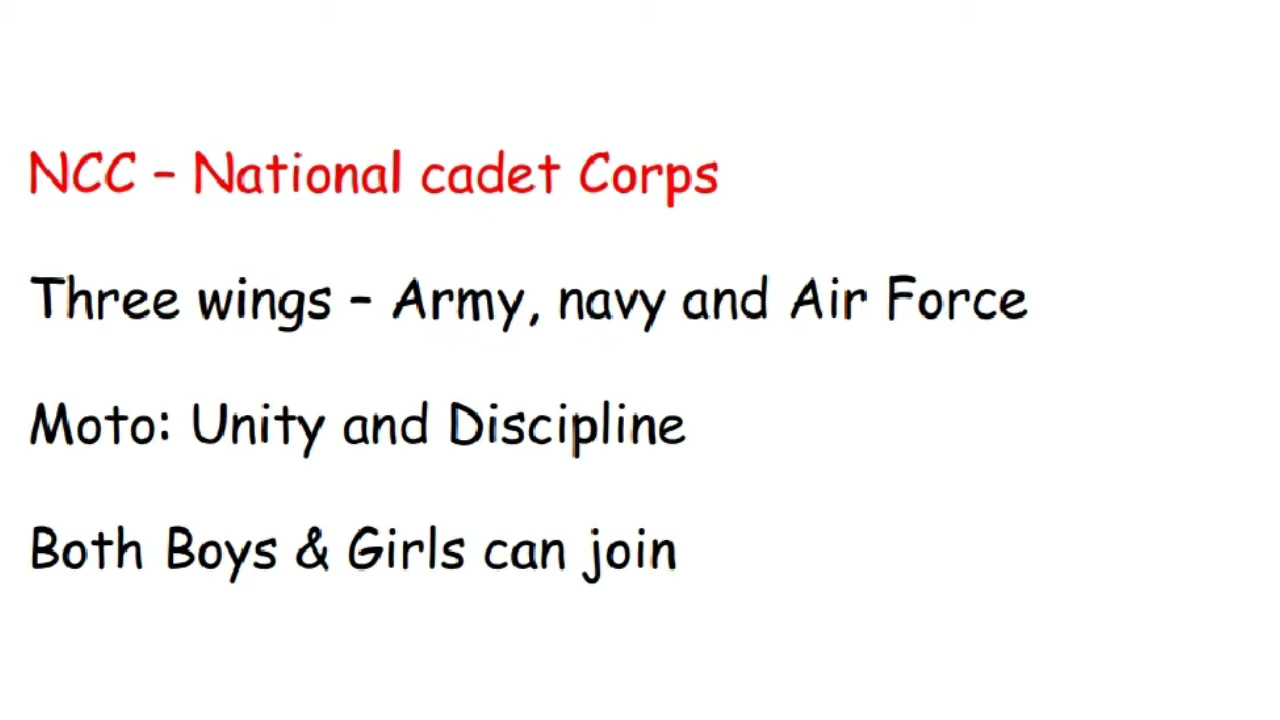 NCC – National cadet Corps
Three wings – Army, navy and Air Force
Moto: Unity and Discipline
Both Boys & Girls can join